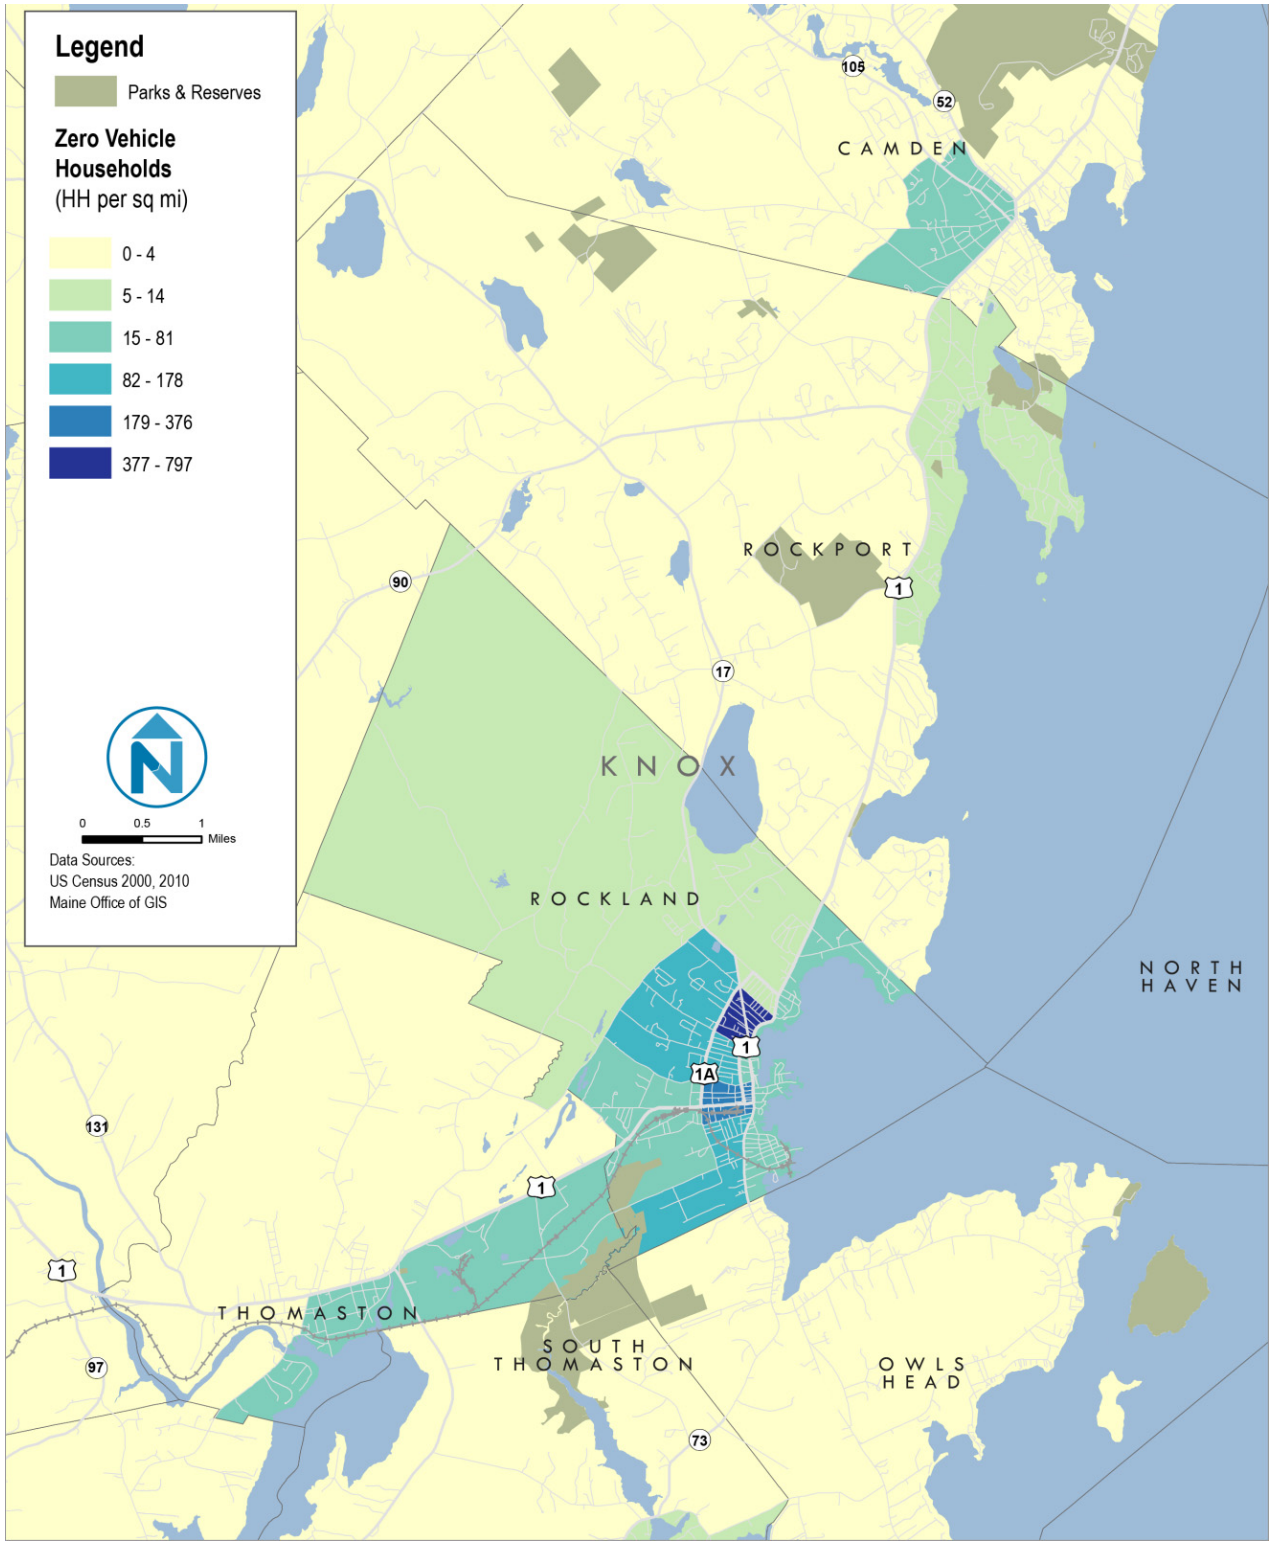 Legend
Parks & Reserves
Zero Vehicle
Households
(HH per sq mi)
0 - 4
5 - 14
15 - 81
82 - 178
179 - 376
377 - 797
N
0 0.5 1
Miles
Data Sources:
US Census 2000, 2010
Maine Office of GIS
105
52
CAMDEN
ROCKPORT
90
1
17
KNOX
ROCKLAND
NORTH
HAVEN
1
1A
131
1
1
THOMASTON
SOUTH
THOMASTON
OWLS
HEAD
97
73